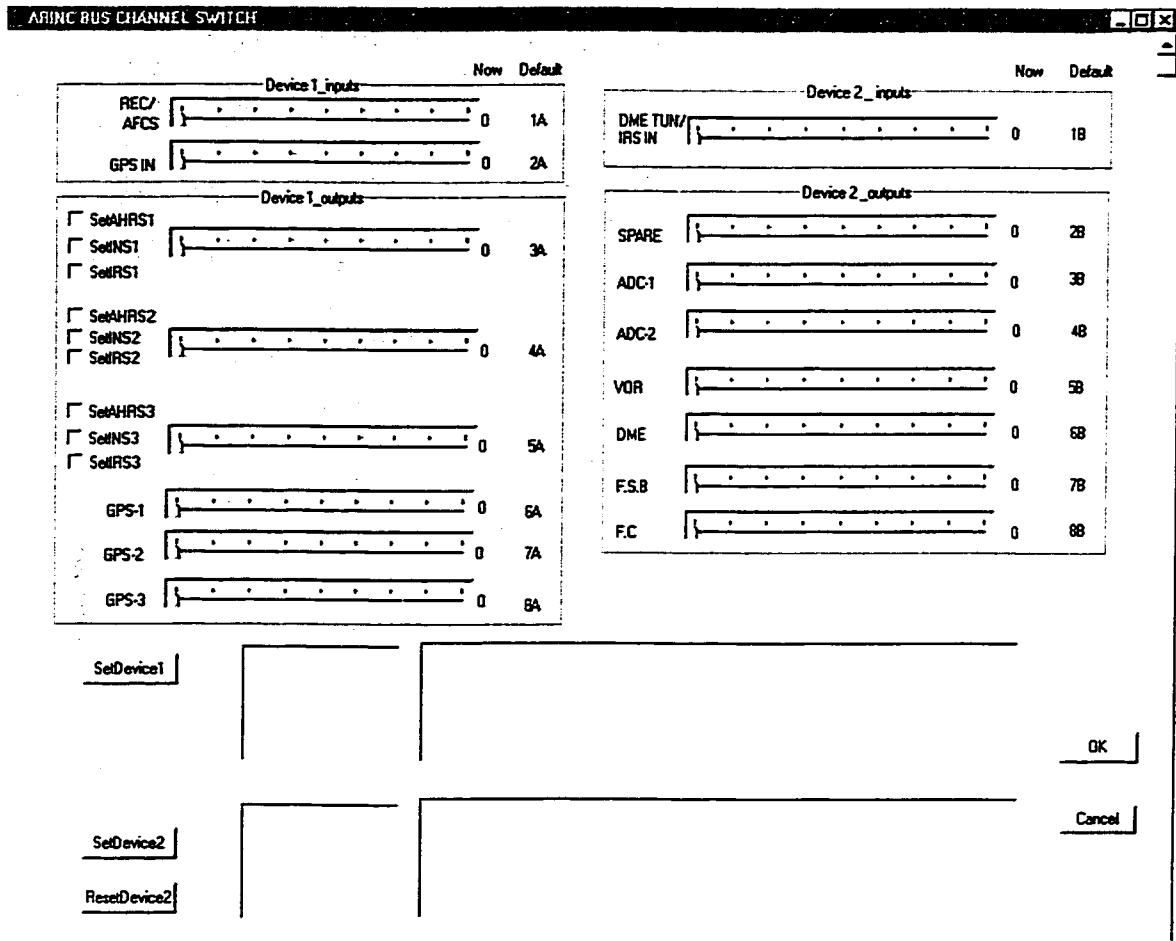 ARINC BUS CHANNEL SWITCH
Now Default
Device 1_inputs
REC/
AFCS 0 1A
GPS IN 0 2A
Device 1_outputs
SetAHRS1
SetINS1 0 3A
SetIRS1
SetAHRS2
SetINS2
SetIRS2 0 4A
SetAHRS3
SetINS3 0 5A
SetIRS3
GPS-1 0 6A
GPS-2 0 7A
GPS-3 0 8A
Now Default
Device 2_inputs
DME TUN/
IRS IN 0 1B
Device 2_outputs
SPARE 0 2B
ADC-1 0 3B
ADC-2 0 4B
VOR 0 5B
DME 0 6B
F.S.B 0 7B
F.C 0 8B
SetDevice1
OK
SetDevice2
Cancel
ResetDevice2